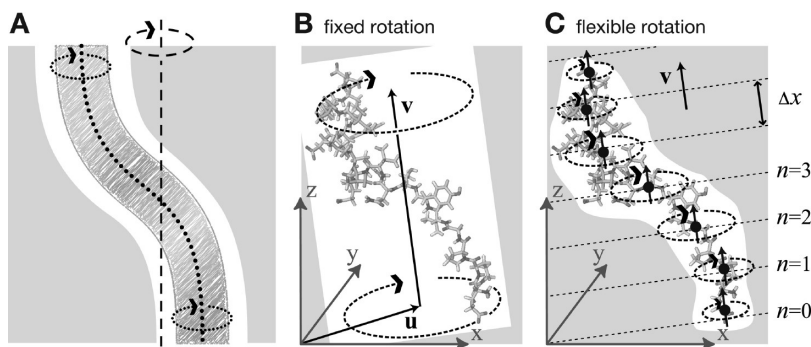 A
B fixed rotation
v
z
y
u
x
C flexible rotation
v
Δx
n=3
n=2
n=1
n=0
z
y
x